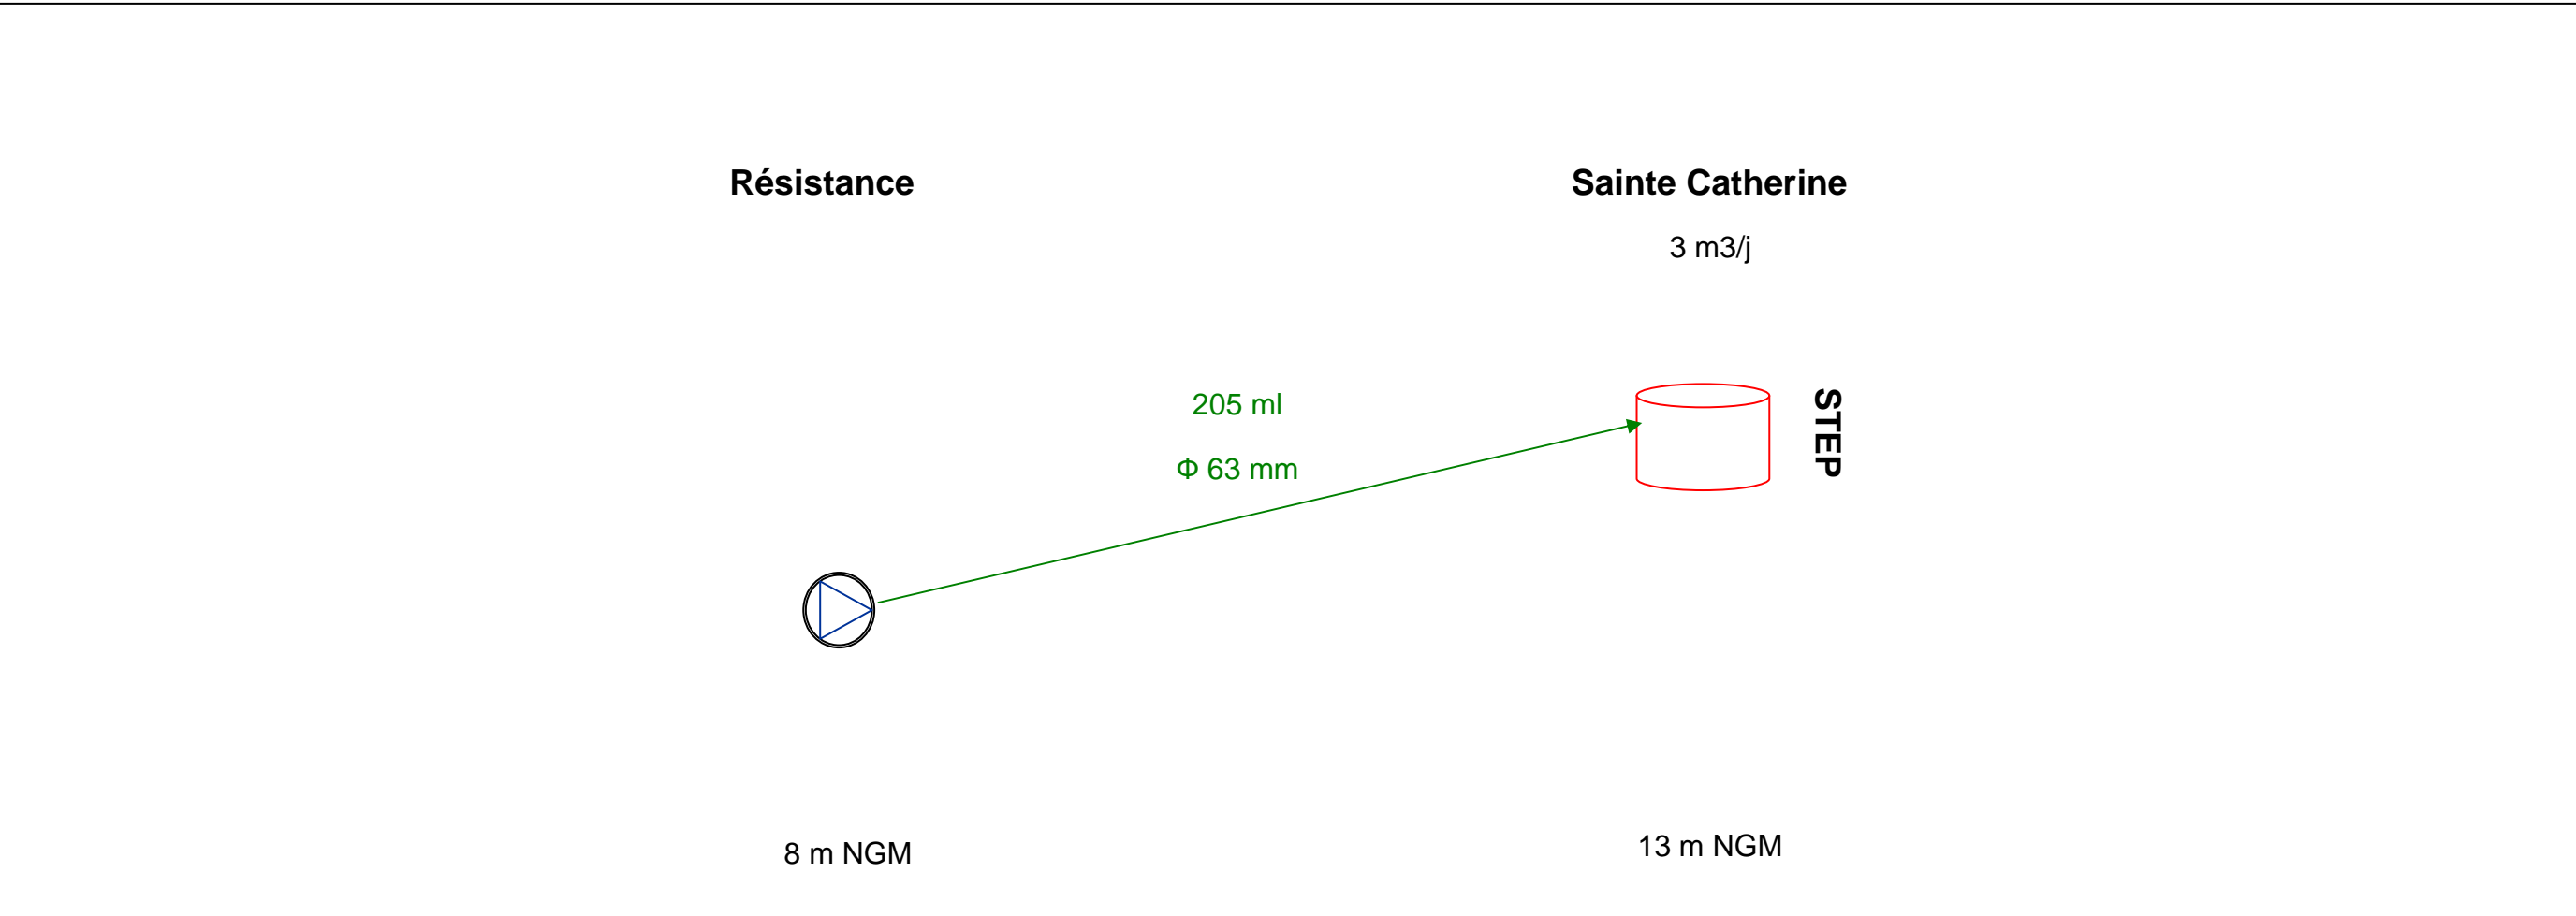 Résistance
Sainte Catherine
3 m3/j
205 ml
Φ 63 mm
STEP
8 m NGM
13 m NGM